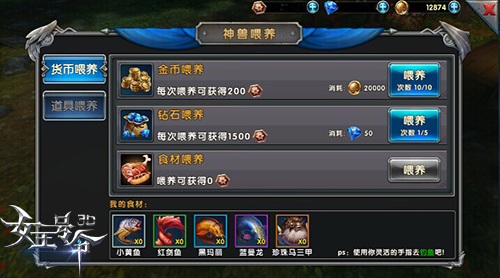 12874
神兽喂养
货币喂养
道具喂养
金币喂养
每次喂养可获得200
消耗: 20000
喂养
次数 10/10
钻石喂养
每次喂养可获得1500
消耗: 50
喂养
次数 1/5
食材喂养
喂养可获得0
喂养
我的食材:
X0 X0 X0 X0 X0
小黄鱼 红剑鱼 黑玛丽 蓝曼龙 珍珠马三甲
ps: 使用你灵活的手指去钓鱼吧!
女王号令
3D